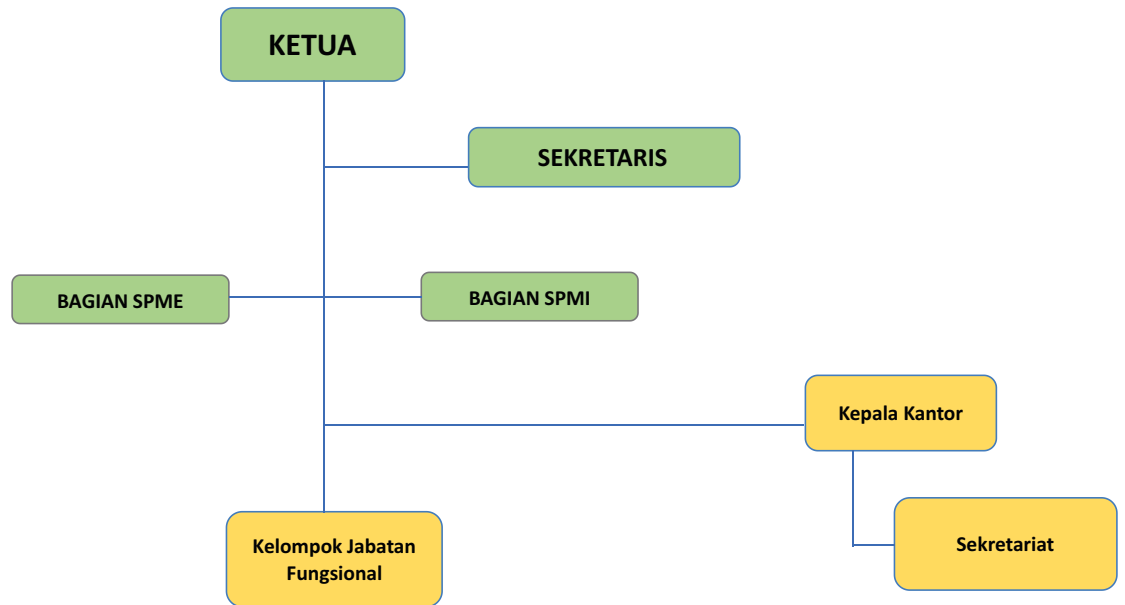 KETUA
SEKRETARIS
BAGIAN SPME
BAGIAN SPMI
Kepala Kantor
Kelompok Jabatan
Fungsional
Sekretariat